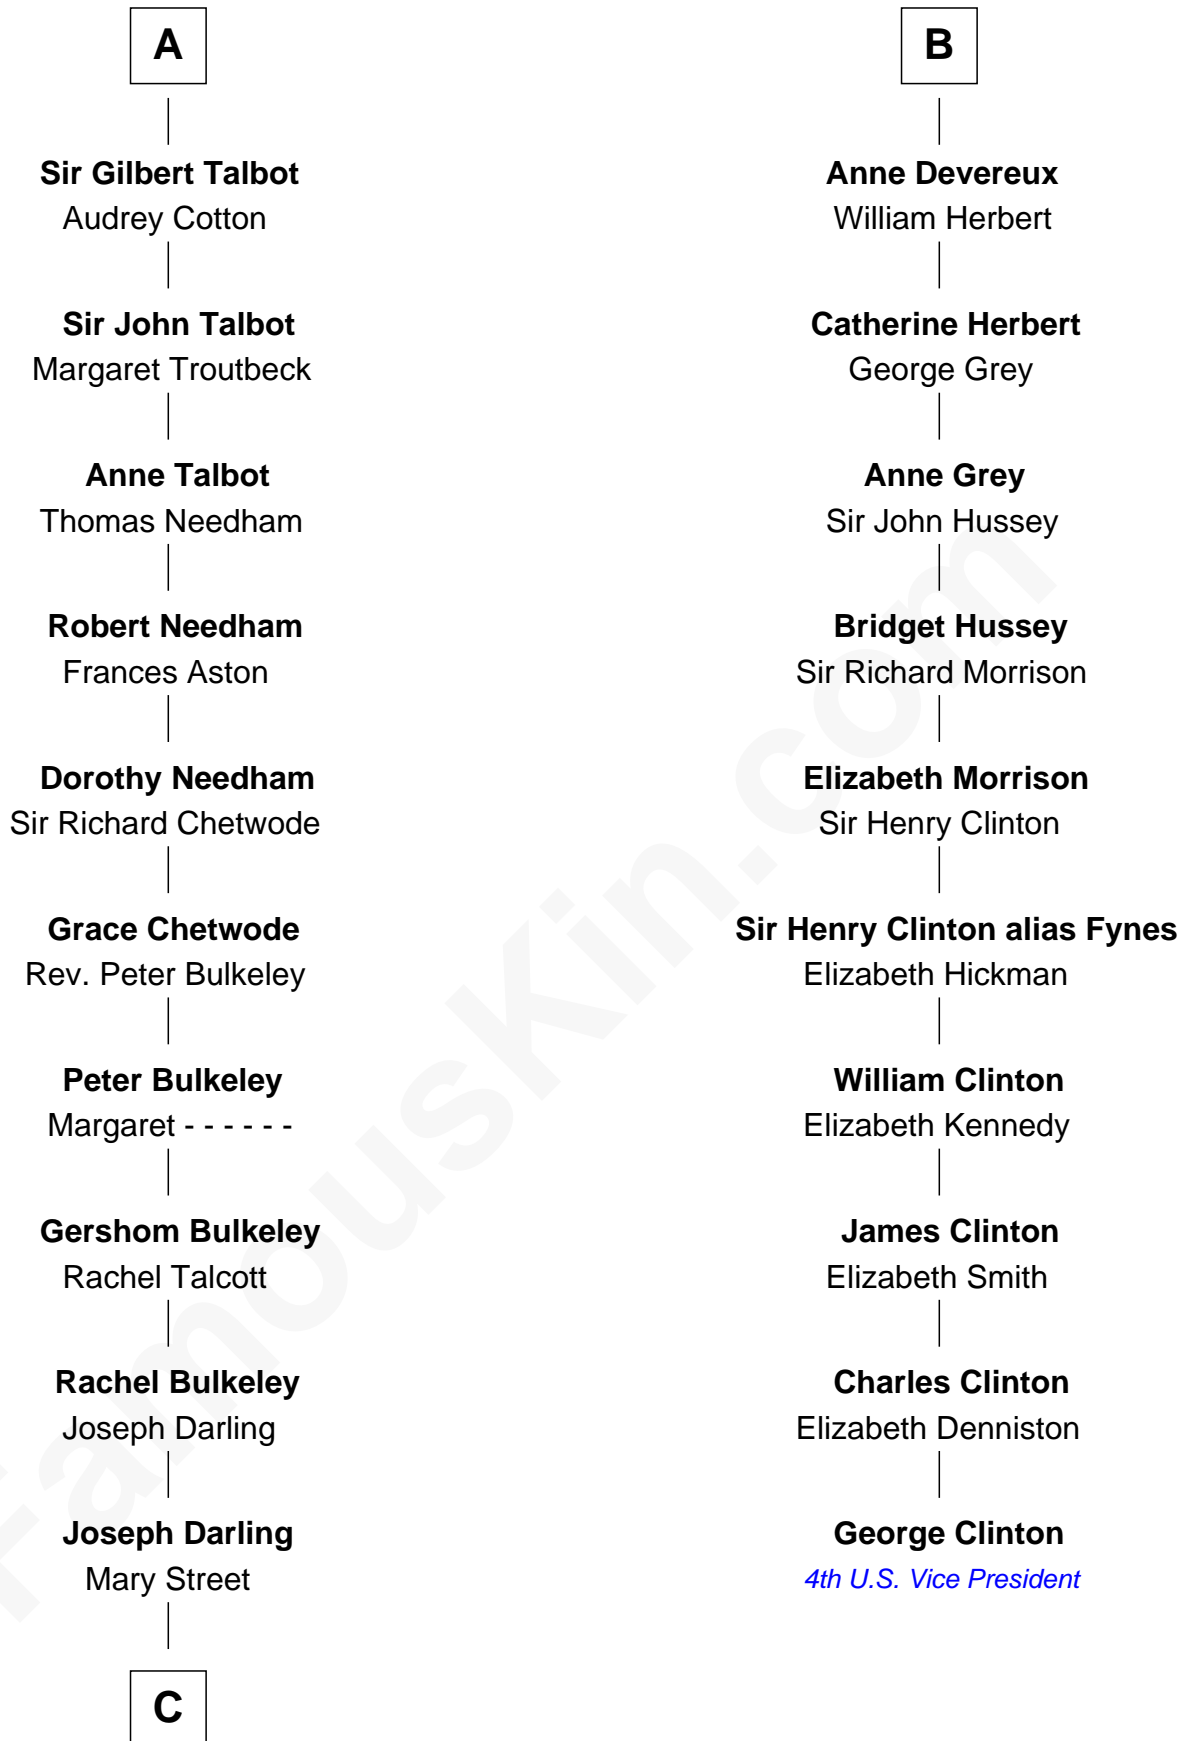 A
Sir Gilbert Talbot
Audrey Cotton
Sir John Talbot
Margaret Troutbeck
Anne Talbot
Thomas Needham
Robert Needham
Frances Aston
Dorothy Needham
Sir Richard Chetwode
Grace Chetwode
Rev. Peter Bulkeley
Peter Bulkeley
Margaret - - - - - -
Gershom Bulkeley
Rachel Talcott
Rachel Bulkeley
Joseph Darling
Joseph Darling
Mary Street
C
B
Anne Devereux
William Herbert
Catherine Herbert
George Grey
Anne Grey
Sir John Hussey
Bridget Hussey
Sir Richard Morrison
Elizabeth Morrison
Sir Henry Clinton
Sir Henry Clinton alias Fynes
Elizabeth Hickman
William Clinton
Elizabeth Kennedy
James Clinton
Elizabeth Smith
Charles Clinton
Elizabeth Denniston
George Clinton
4th U.S. Vice President
FamousKin.com